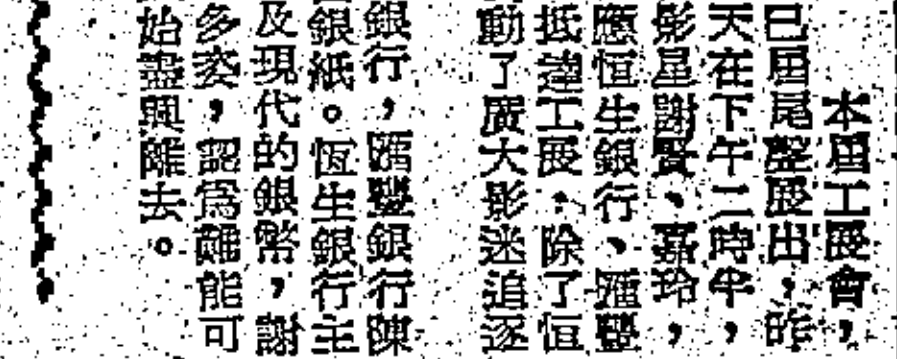 本屆工展會，
已屆尾聲展出，昨
天在下午二時半，
影星謝賢、嘉玲，
應恒生銀行、匯豐
抵達工展，除了恒
動了廣大影迷追逐
銀行，匯豐銀行陳
銀紙。恆生銀行主
及現代的銀幣，謝
多姿，認為難能可
始盡興離去。